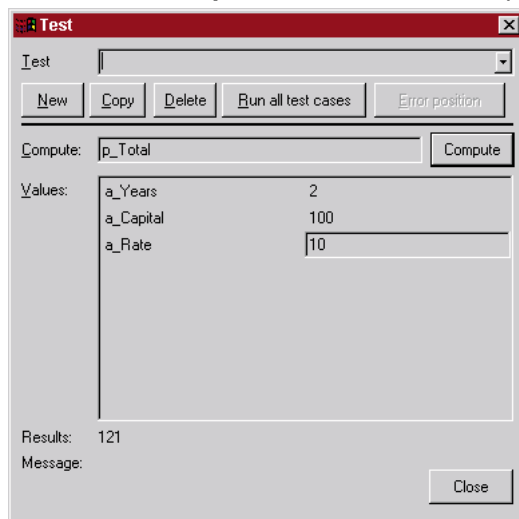 Test
Test
New Copy Delete Run all test cases Error position
Compute: p_Total Compute
Values: a_Years 2
a_Capital 100
a_Rate 10
Results: 121
Message:
Close